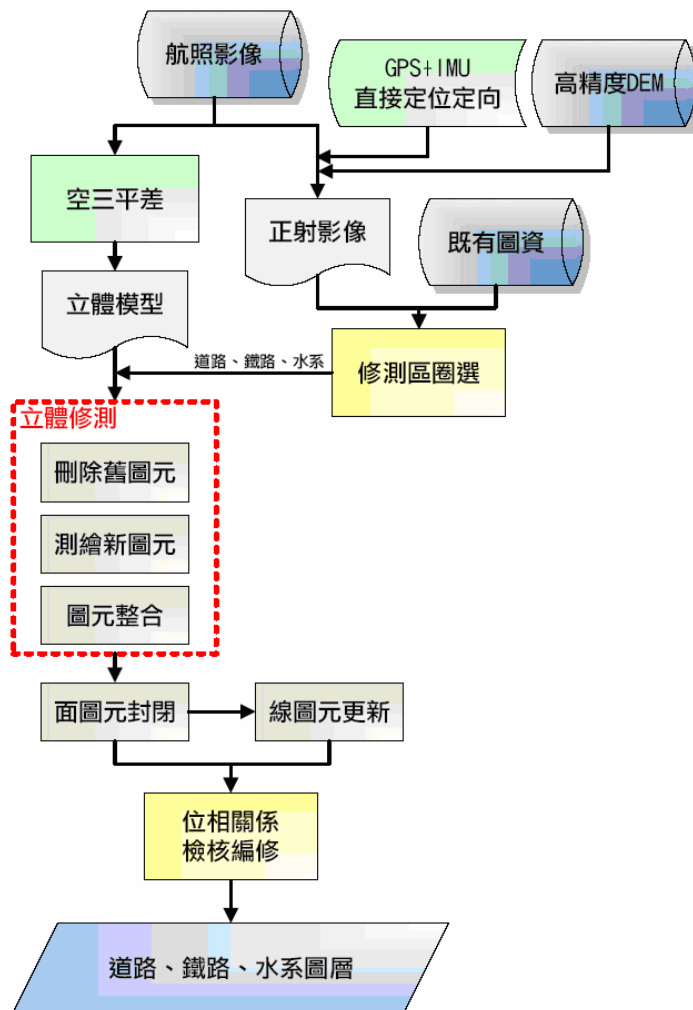 航照影像
GPS+IMU
直接定位定向
高精度DEM
空三平差
正射影像
既有圖資
立體模型
道路、鐵路、水系
修測區圈選
立體修測
刪除舊圖元
測繪新圖元
圖元整合
面圖元封閉
線圖元更新
位相關係
檢核編修
道路、鐵路、水系圖層